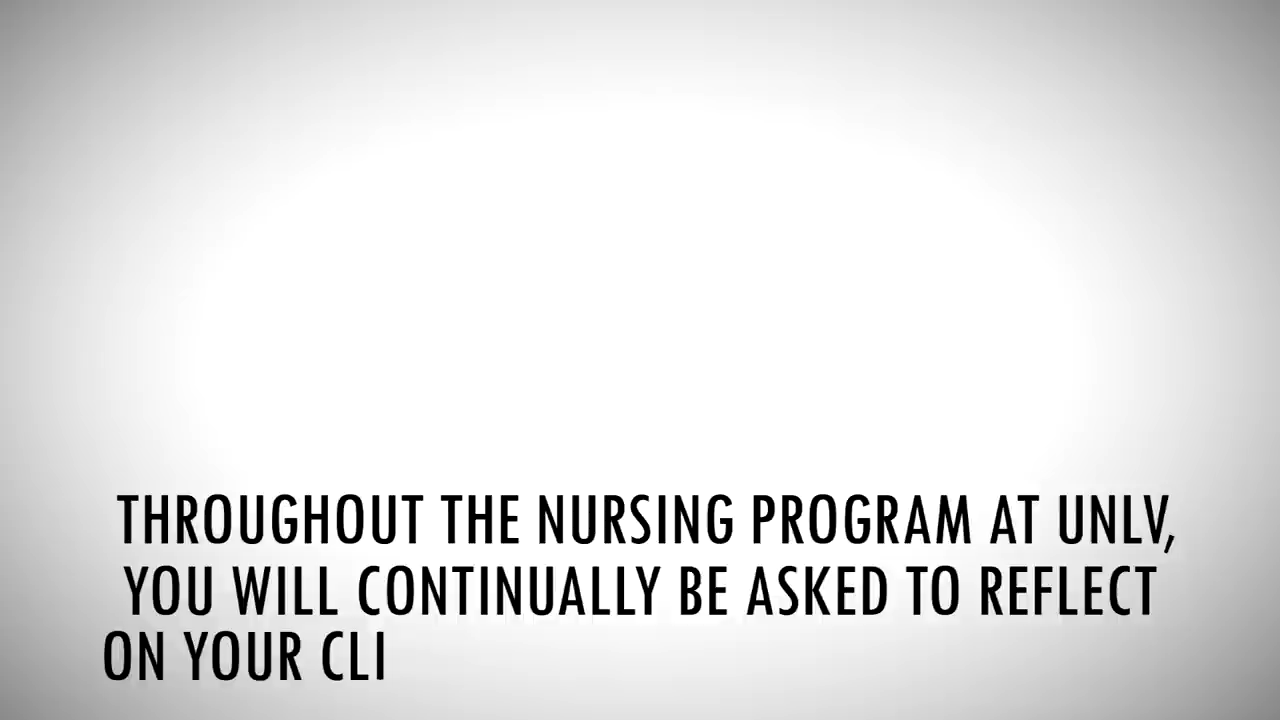 THROUGHOUT THE NURSING PROGRAM AT UNLV,
YOU WILL CONTINUALLY BE ASKED TO REFLECT
ON YOUR CLI